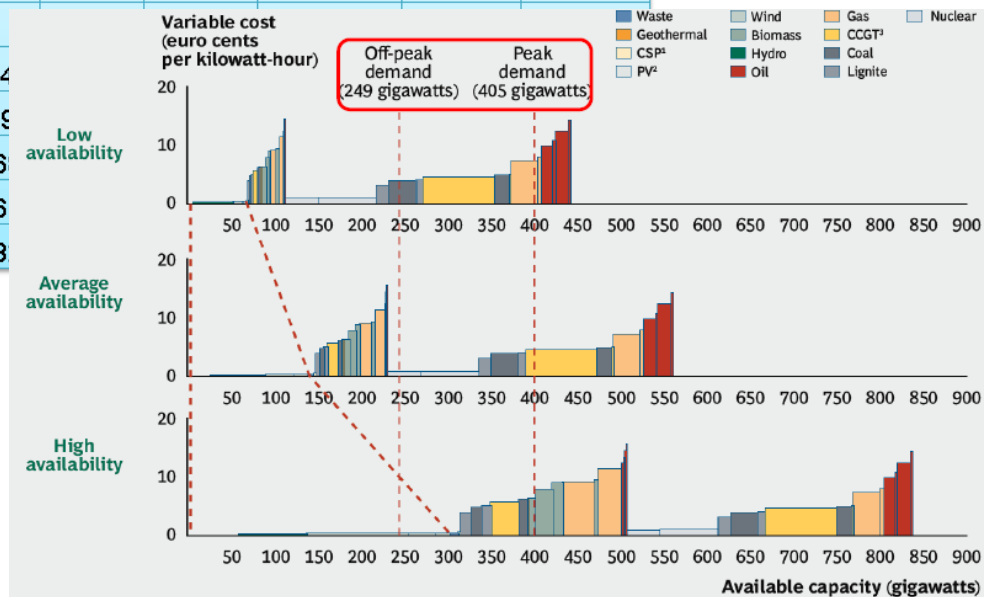 Variable cost
(euro cents
per kilowatt-hour)
Off-peak
demand
(249 gigawatts)
Peak
demand
(405 gigawatts)
Waste
Geothermal
CSP¹
PV²
Wind
Biomass
Hydro
Oil
Gas
CCGT³
Coal
Lignite
Nuclear
Low
availability
20
10
0
50 100 150 200 250 300 350 400 450 500 550 600 650 700 750 800 850 900
Average
availability
20
10
0
50 100 150 200 250 300 350 400 450 500 550 600 650 700 750 800 850 900
High
availability
20
10
0
50 100 150 200 250 300 350 400 450 500 550 600 650 700 750 800 850 900
Available capacity (gigawatts)